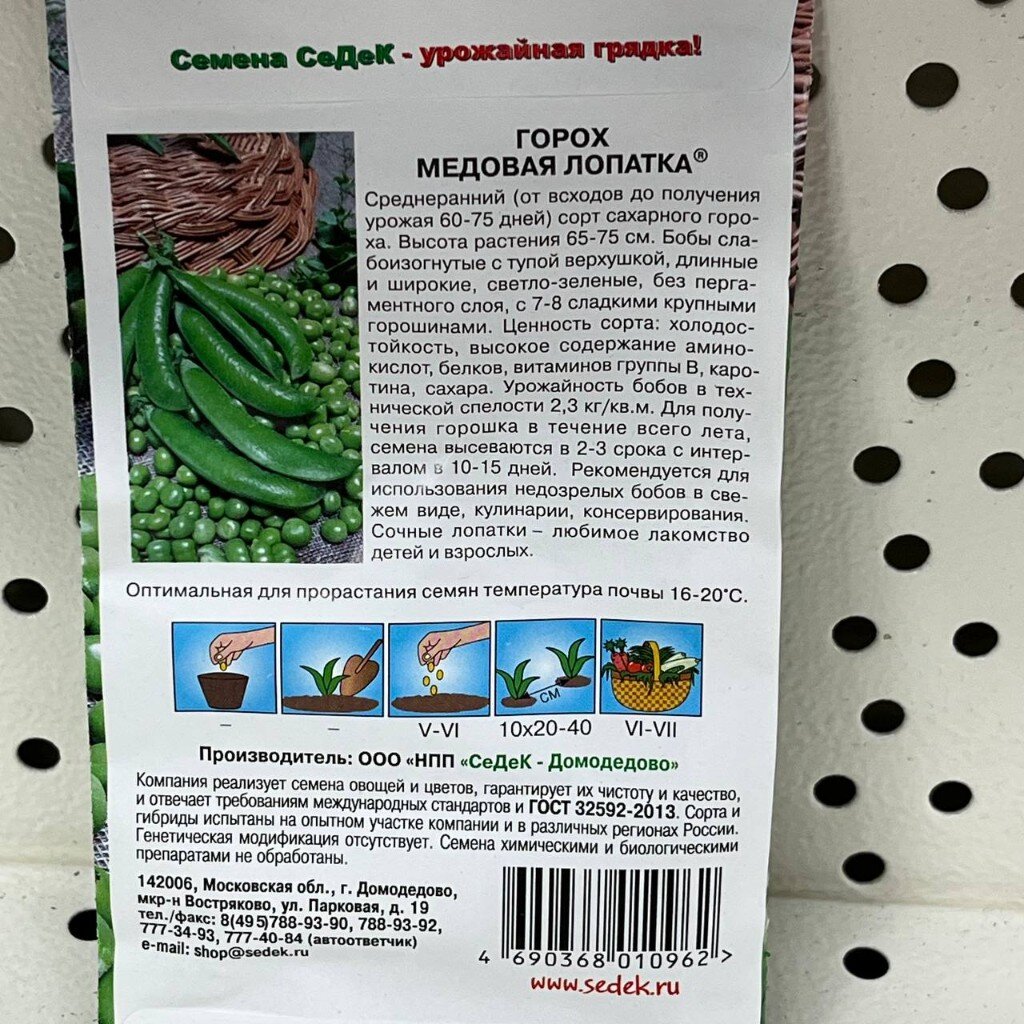 Семена СеДеК - урожайная грядка!
ГОРОХ
МЕДОВАЯ ЛОПАТКА®
Среднеранний (от всходов до получения
урожая 60-75 дней) сорт сахарного горо-
ха. Высота растения 65-75 см. Бобы сла-
боизогнутые с тупой верхушкой, длинные
и широкие, светло-зеленые, без перга-
ментного слоя, с 7-8 сладкими крупными
горошинами. Ценность сорта: холодос-
тойкость, высокое содержание амино-
кислот, белков, витаминов группы В, каро-
тина, сахара. Урожайность бобов в тех-
нической спелости 2,3 кг/кв.м. Для полу-
чения горошка в течение всего лета,
семена высеваются в 2-3 срока с интер-
валом в 10-15 дней. Рекомендуется для
использования недозрелых бобов в све-
жем виде, кулинарии, консервирования.
Сочные лопатки – любимое лакомство
детей и взрослых.
Оптимальная для прорастания семян температура почвы 16-20°С.
СМ
– – V-VI 10x20-40 VI-VII
Производитель: ООО «НПП «СеДеК - Домодедово»
Компания реализует семена овощей и цветов, гарантирует их чистоту и качество,
и отвечает требованиям международных стандартов и ГОСТ 32592-2013. Сорта и
гибриды испытаны на опытном участке компании и в различных регионах России.
Генетическая модификация отсутствует. Семена химическими и биологическими
препаратами не обработаны.
142006, Московская обл., г. Домодедово,
мкр-н Востряково, ул. Парковая, д. 19
тел./факс: 8(495)788-93-90, 788-93-92,
777-34-93, 777-40-84 (автоответчик)
e-mail: shop@sedek.ru
4 690368 010962 >
www.sedek.ru